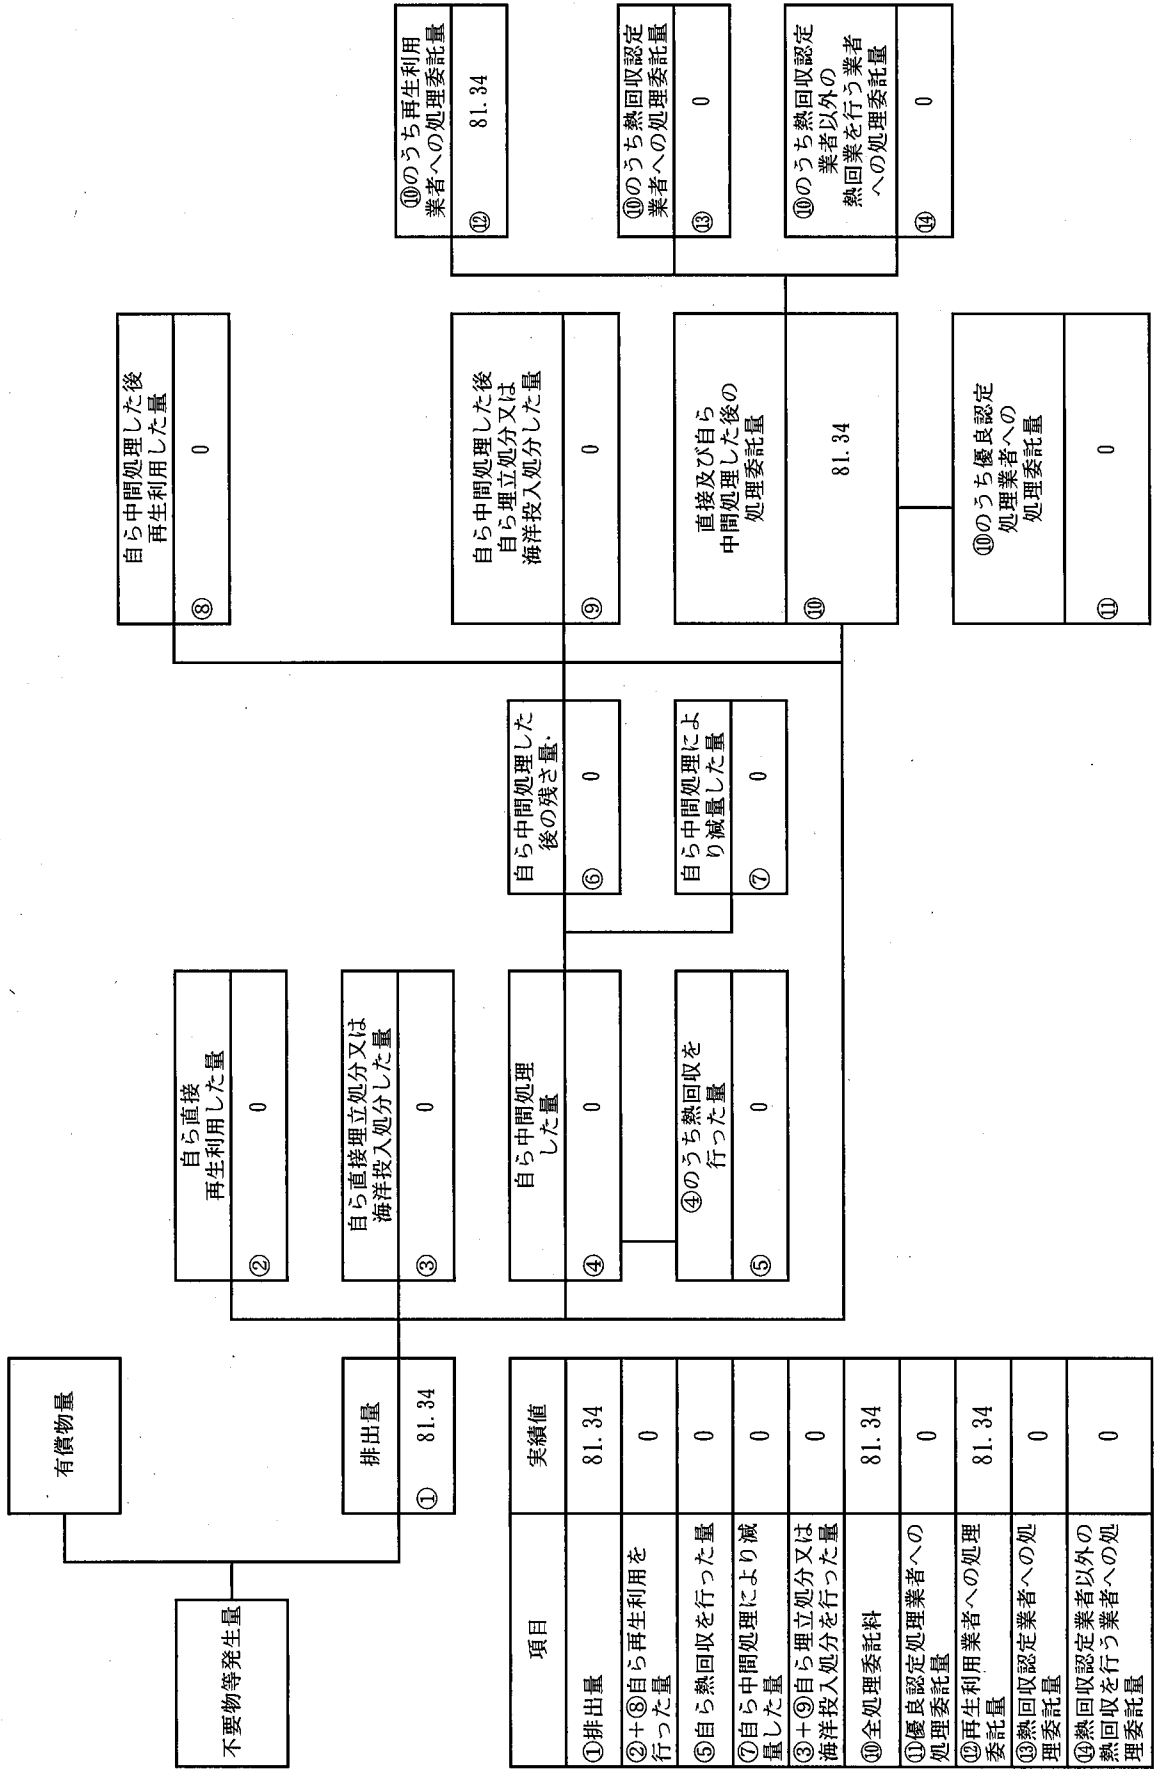 不要物等発生量
有償物量
排出量
① 81.34
自ら直接
再生利用した量
② 0
自ら直接埋立処分又は
海洋投入処分した量
③ 0
自ら中間処理
した量
④ 0
④のうち熱回収を
行った量
⑤ 0
自ら中間処理した
後の残さ量
⑥ 0
自ら中間処理によ
り減量した量
⑦ 0
自ら中間処理した後
再生利用した量
⑧ 0
自ら中間処理した後
自ら埋立処分又は
海洋投入処分した量
⑨ 0
直接及び自ら
中間処理した後の
処理委託量
⑩ 81.34
⑩のうち優良認定
処理業者への
処理委託量
⑪ 0
⑩のうち再生利用
業者への処理委託量
⑫ 81.34
⑩のうち熱回収認定
業者への処理委託量
⑬ 0
⑩のうち熱回収認定
業者以外の
熱回業を行う業者
への処理委託量
⑭ 0
項目 実績値
①排出量 81.34
②+⑧自ら再生利用を
行った量 0
⑤自ら熱回収を行った量 0
⑦自ら中間処理により減
量した量 0
③+⑨自ら埋立処分又は
海洋投入処分を行った量 0
⑩全処理委託料 81.34
⑪優良認定処理業者への
処理委託量 0
⑫再生利用業者への処理
委託量 81.34
⑬熱回収認定業者への処
理委託量 0
⑭熱回収認定業者以外の
熱回収を行う業者への処
理委託量 0